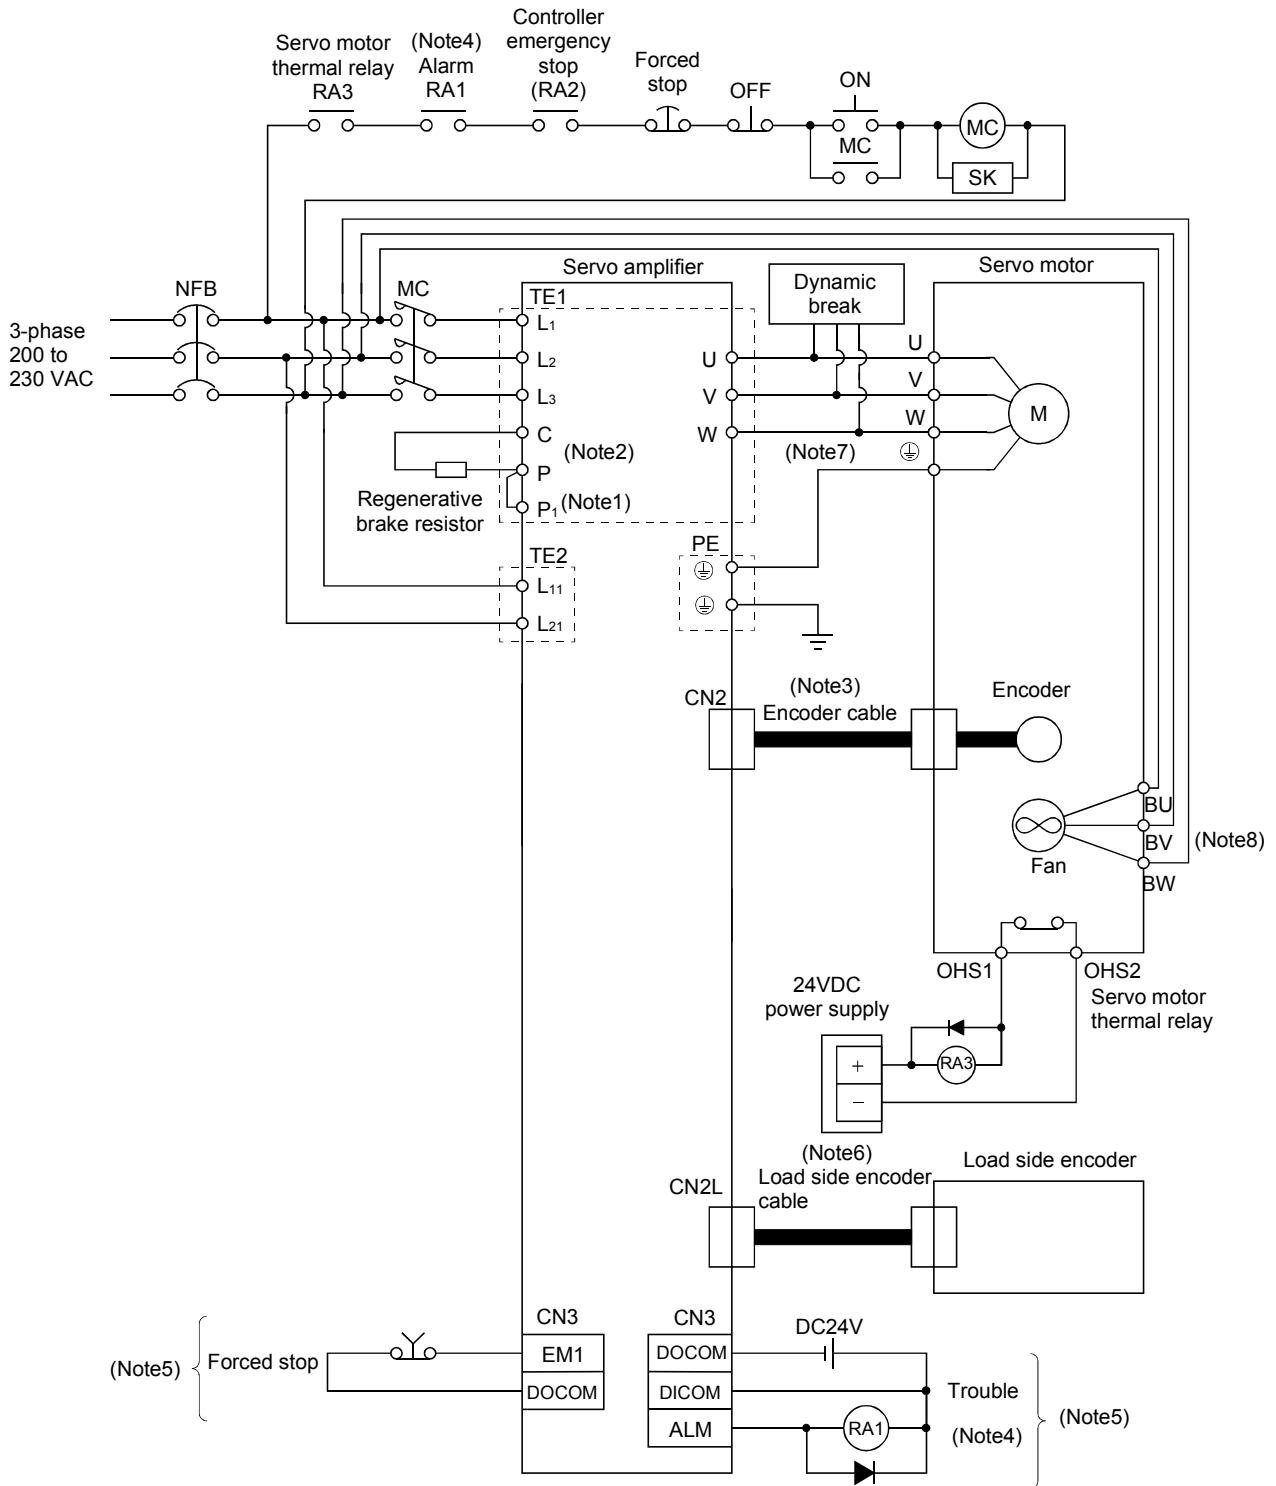 Controller
emergency
stop
(RA2)
Servo motor
thermal relay
RA3
(Note4)
Alarm
RA1
Forced
stop
OFF
ON
MC
MC
SK
NFB
MC
3-phase
200 to
230 VAC
Servo amplifier
TE1
L1
L2
L3
C
(Note2)
P
P1
(Note1)
Regenerative
brake resistor
U
V
W
Dynamic
break
Servo motor
U
V
W
(Note7)
M
TE2
L11
L21
PE
CN2
(Note3)
Encoder cable
Encoder
BU
BV
BW
(Note8)
Fan
OHS1
OHS2
Servo motor
thermal relay
24VDC
power supply
+
−
RA3
(Note6)
Load side encoder
cable
CN2L
Load side encoder
CN3
EM1
DOCOM
(Note5)
Forced stop
CN3
DOCOM
DICOM
ALM
DC24V
RA1
Trouble
(Note4)
(Note5)